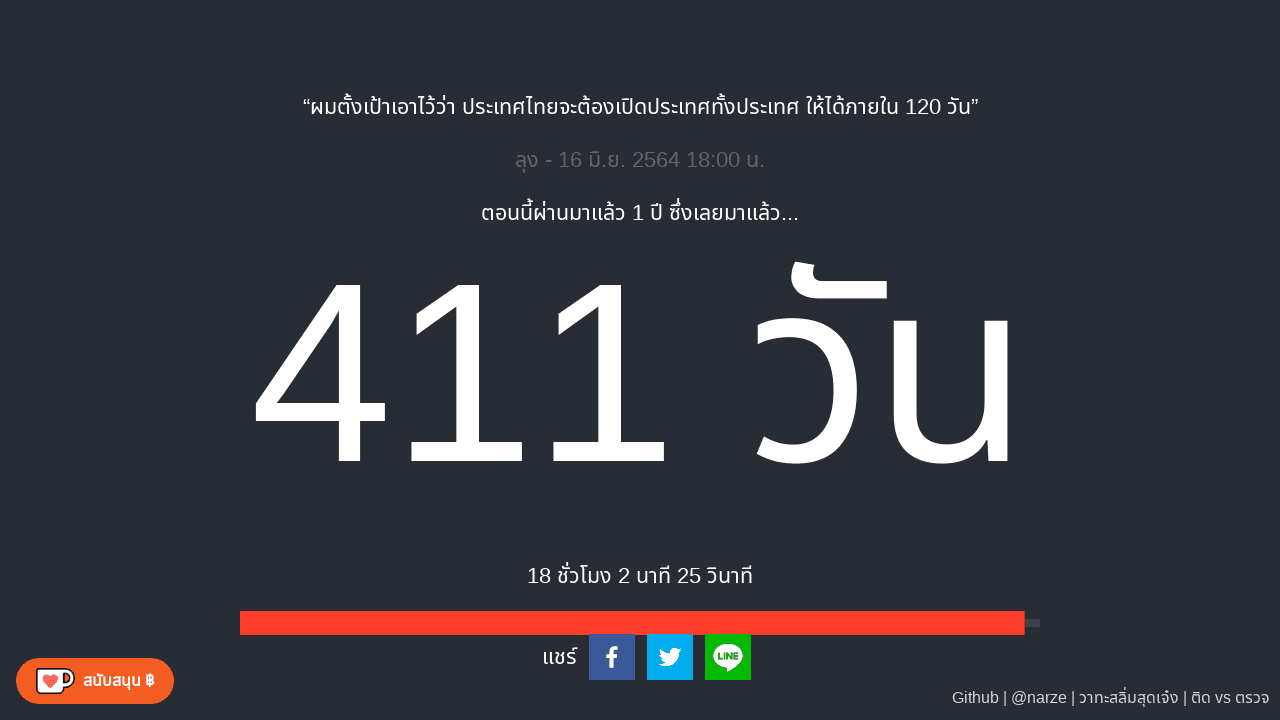 “ผมตั้งเป้าเอาไว้ว่า ประเทศไทยจะต้องเปิดประเทศทั้งประเทศ ให้ได้ภายใน 120 วัน”
ลุง - 16 มิ.ย. 2564 18:00 น.
ตอนนี้ผ่านมาแล้ว 1 ปี ซึ่งเลยมาแล้ว...
411 วัน
18 ชั่วโมง 2 นาที 25 วินาที
แชร์
LINE
สนับสนุน ฿
Github | @narze | วาทะสลิ่มสุดเจ๋ง | ติด vs ตรวจ